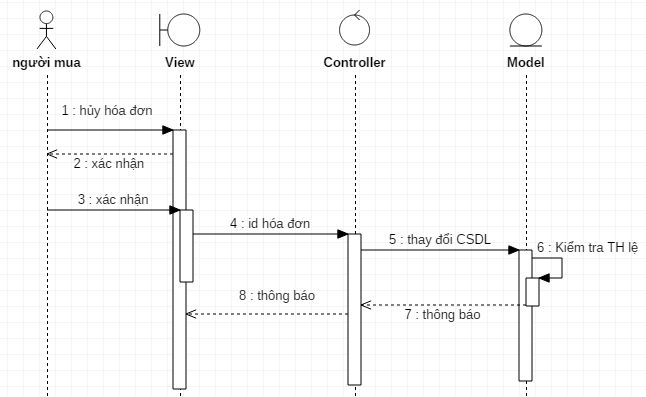 người mua
View
Controller
Model
1 : hủy hóa đơn
2 : xác nhận
3 : xác nhận
4 : id hóa đơn
5 : thay đổi CSDL
6 : Kiểm tra TH lệ
7 : thông báo
8 : thông báo